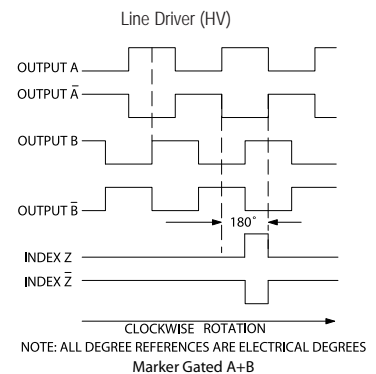 Line Driver (HV)
OUTPUT A
OUTPUT A̅
OUTPUT B
OUTPUT B̅
180°
INDEX Z
INDEX Z̅
CLOCKWISE ROTATION
NOTE: ALL DEGREE REFERENCES ARE ELECTRICAL DEGREES
Marker Gated A+B